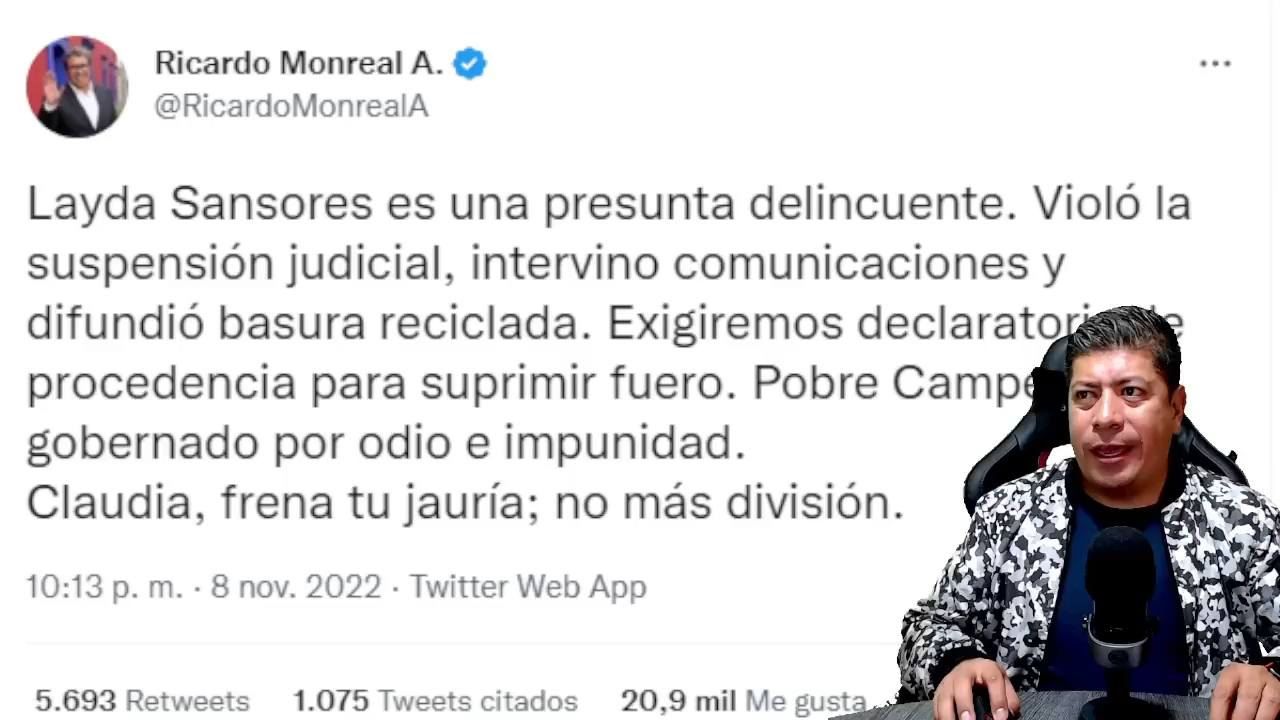 Ricardo Monreal A.
@RicardoMonrealA
Layda Sansores es una presunta delincuente. Violó la
suspensión judicial, intervino comunicaciones y
difundió basura reciclada. Exigiremos
procedencia para suprimir fuero. Pobre
gobernado por odio e impunidad.
Claudia, frena tu jauría; no más división.
10:13 p. m. · 8 nov. 2022 · Twitter Web App
5.693 Retweets 1.075 Tweets citados 20,9 mil Me gusta